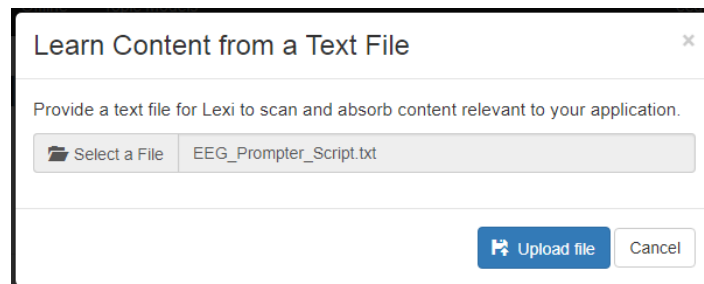 Learn Content from a Text File
×
Provide a text file for Lexi to scan and absorb content relevant to your application.
Select a File EEG_Prompter_Script.txt
Upload file Cancel